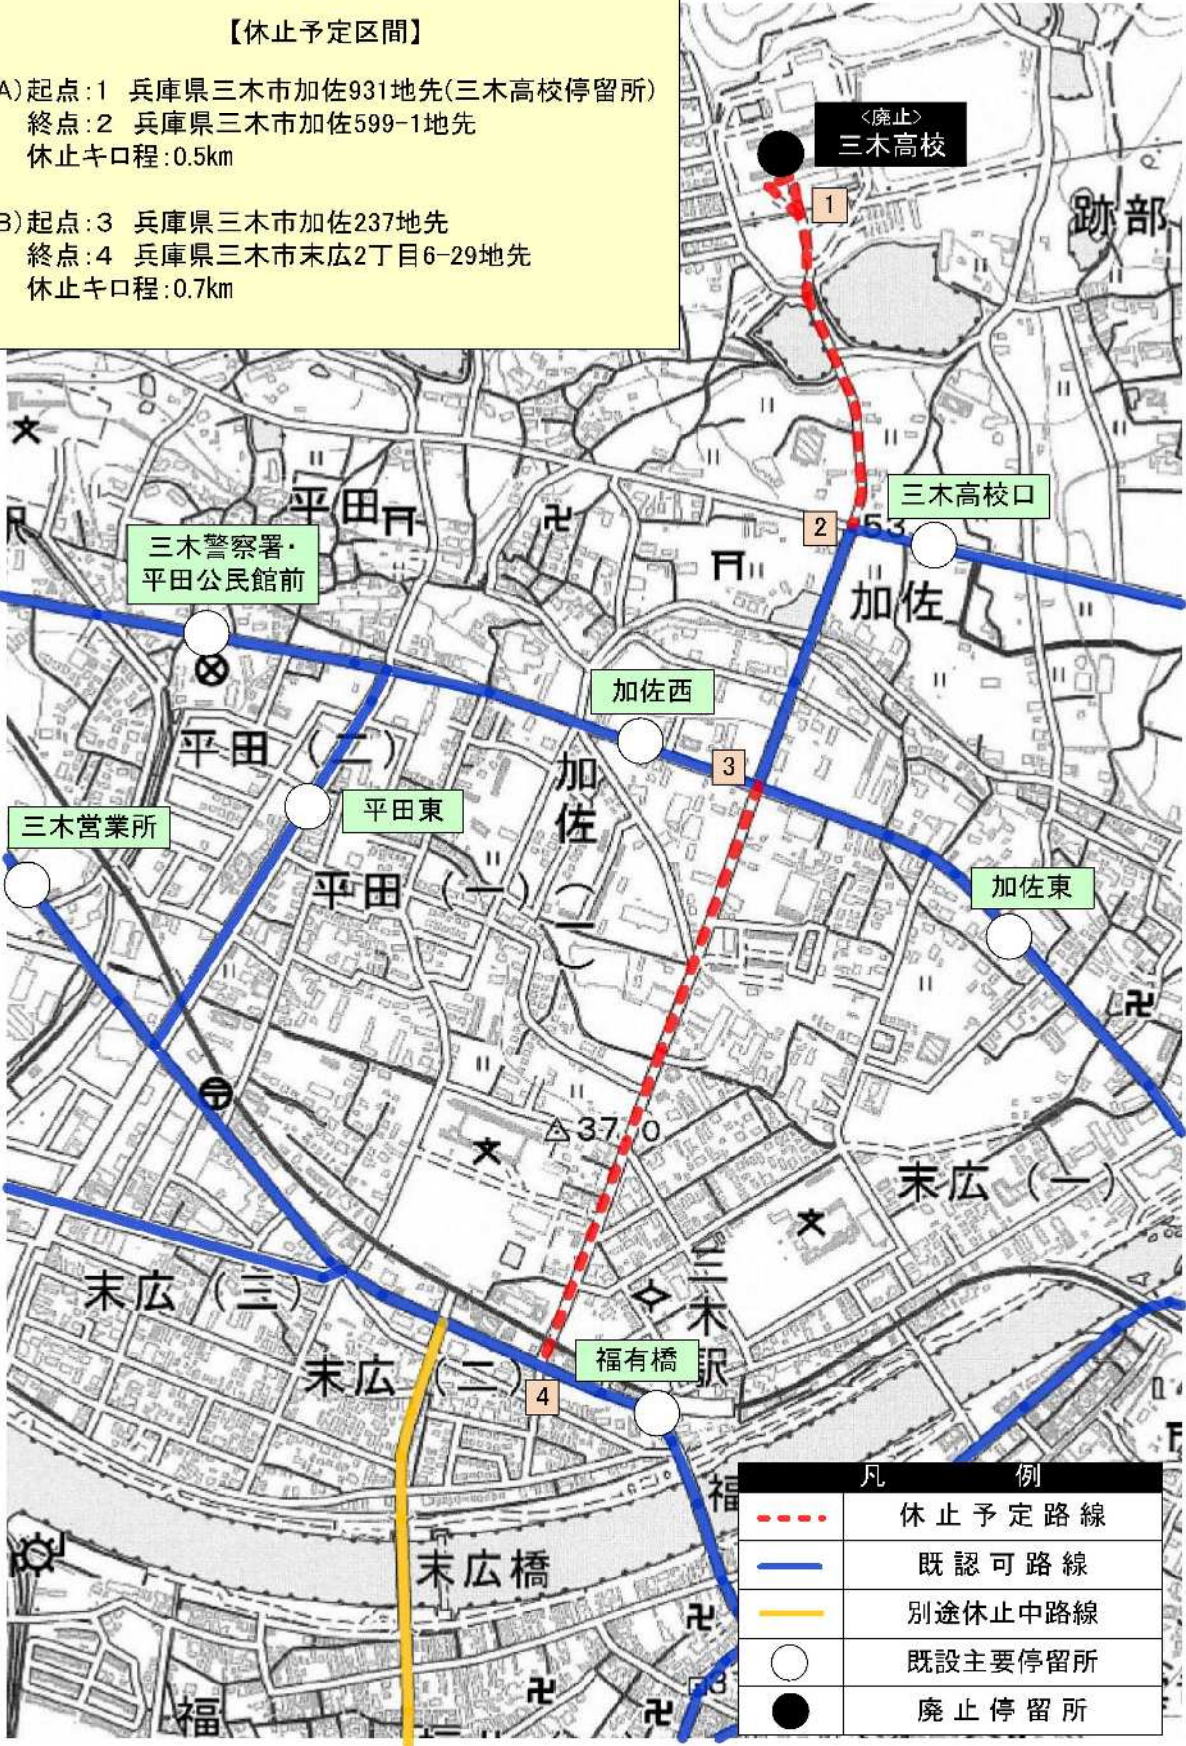 【休止予定区間】
A)起点:1 兵庫県三木市加佐931地先(三木高校停留所)
終点:2 兵庫県三木市加佐599-1地先
休止キロ程:0.5km
B)起点:3 兵庫県三木市加佐237地先
終点:4 兵庫県三木市末広2丁目6-29地先
休止キロ程:0.7km
<廃止>
三木高校
1
跡部
三木高校口
2
53
平田
三木警察署・
平田公民館前
加佐
加佐西
平田(二)
3
加佐(一)
平田東
三木営業所
平田(一)
加佐東
37.0
末広(一)
三木駅
末広(三)
福有橋
末広(二)
4
福
凡例
休止予定路線
既認可路線
末広橋
別途休止中路線
既設主要停留所
福
廃止停留所